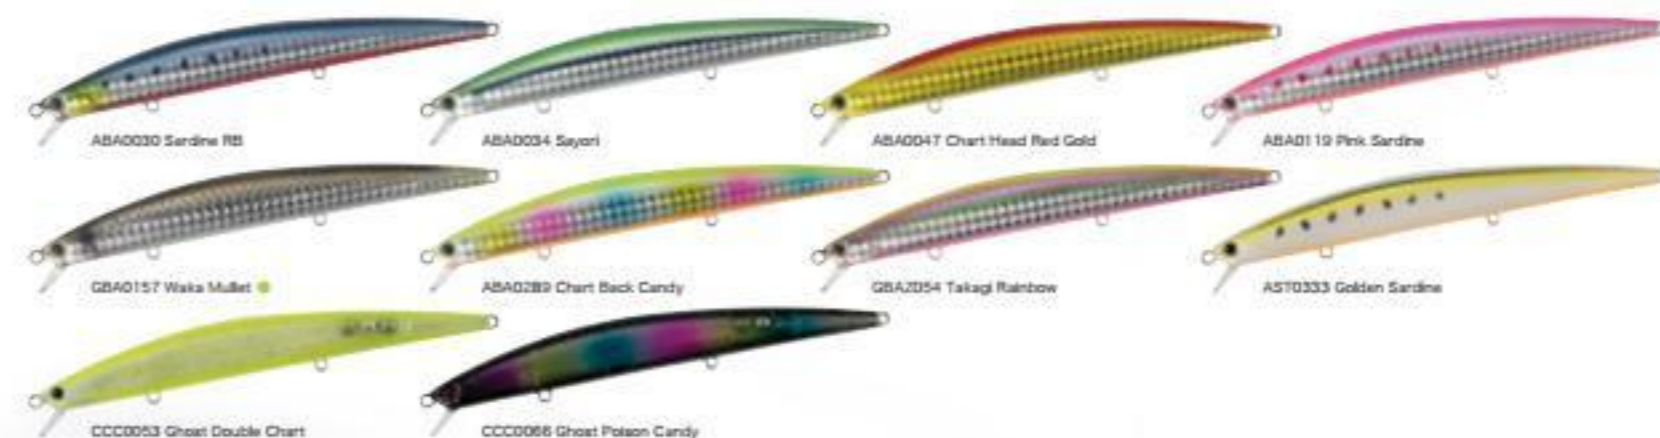 ABA0030 Sardine RB
ABA0034 Sayori
ABA0047 Chart Head Red Gold
ABA0119 Pink Sardine
GBA0157 Waka Mullet
ABA0289 Chart Back Candy
GBA2054 Takagi Rainbow
AST0333 Golden Sardine
CCC0053 Ghost Double Chart
CCC0066 Ghost Poison Candy